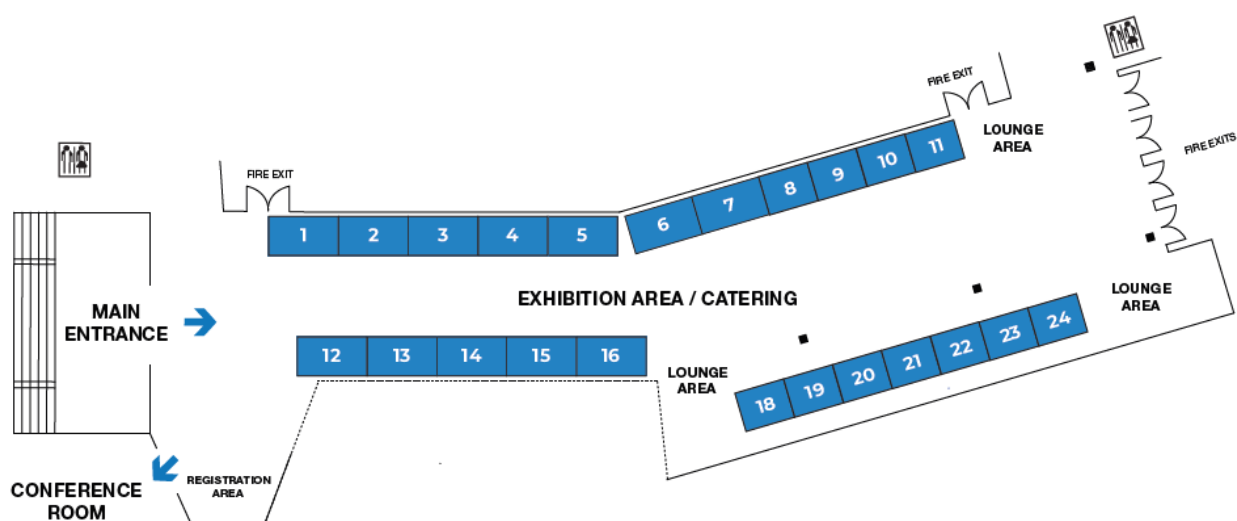 FIRE EXIT
LOUNGE
AREA
FIRE EXITS
FIRE EXIT
1 2 3 4 5
6 7 8 9 10 11
MAIN
ENTRANCE
EXHIBITION AREA / CATERING
LOUNGE
AREA
12 13 14 15 16
LOUNGE
AREA
18 19 20 21 22 23 24
REGISTRATION
AREA
CONFERENCE
ROOM